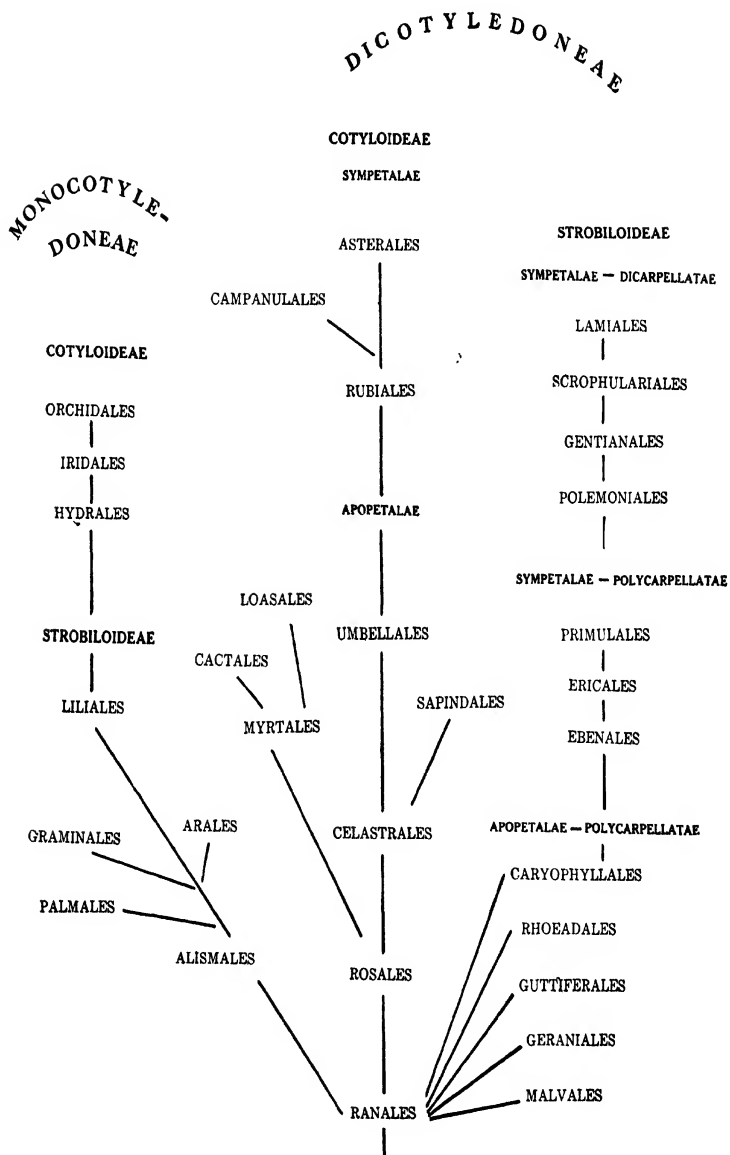 DICOTYLEDONEAE
COTYLOIDEAE
SYMPETALAE
ASTERALES
CAMPANULALES
RUBIALES
APOPETALAE
LOASALES
UMBELLALES
CACTALES
SAPINDALES
MYRTALES
CELASTRALES
ROSALES
RANALES
MONOCOTYLE-
DONEAE
COTYLOIDEAE
ORCHIDALES
IRIDALES
HYDRALES
STROBILOIDEAE
LILIALES
ARALES
GRAMINALES
PALMALES
ALISMALES
STROBILOIDEAE
SYMPETALAE — DICARPELLATAE
LAMIALES
SCROPHULARIALES
GENTIANALES
POLEMONIALES
SYMPETALAE — POLYCARPELLATAE
PRIMULALES
ERICALES
EBENALES
APOPETALAE — POLYCARPELLATAE
CARYOPHYLLALES
RHOEADALES
GUTTIFERALES
GERANIALES
MALVALES